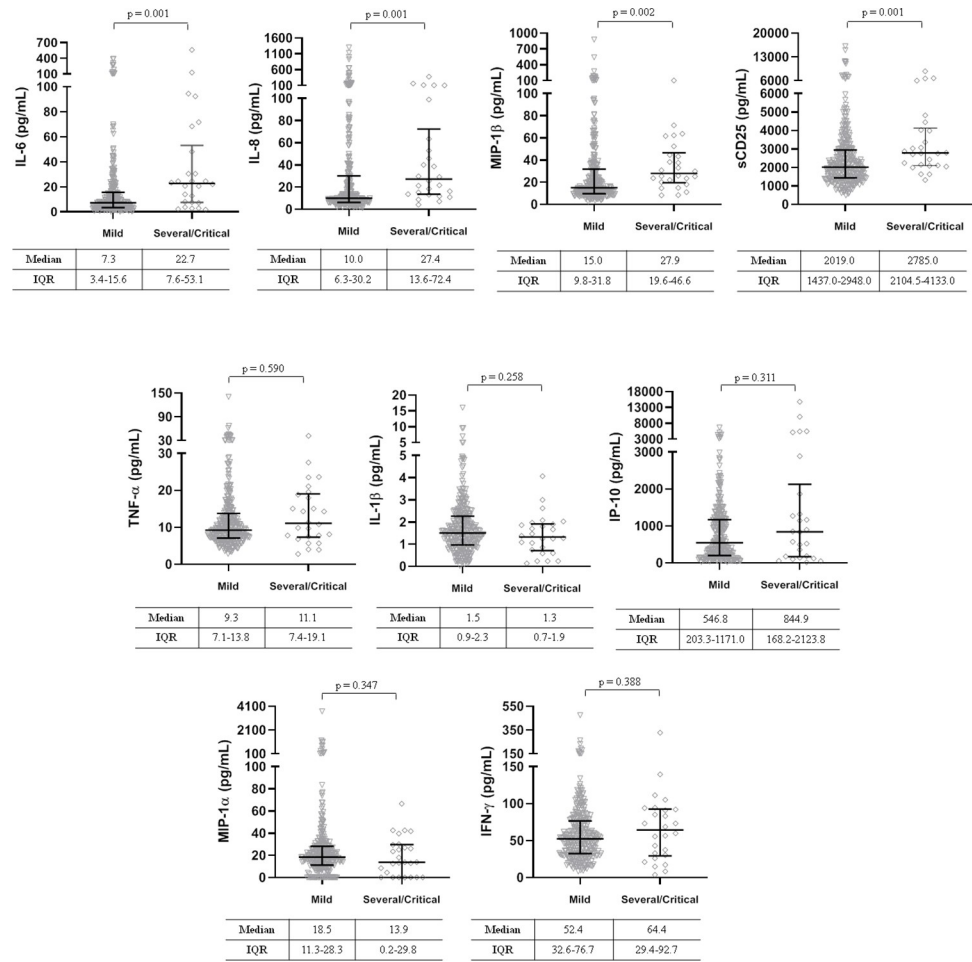 p = 0.001
IL-6 (pg/mL)
700
400
100
100
80
60
40
20
0
Mild Several/Critical
Median 7.3 22.7
IQR 3.4-15.6 7.6-53.1
p = 0.001
IL-8 (pg/mL)
1600
1100
600
100
100
80
60
40
20
0
Mild Several/Critical
Median 10.0 27.4
IQR 6.3-30.2 13.6-72.4
p = 0.002
MIP-1β (pg/mL)
1000
700
400
100
100
80
60
40
20
0
Mild Several/Critical
Median 15.0 27.9
IQR 9.8-31.8 19.6-46.6
p = 0.001
sCD25 (pg/mL)
20000
13000
6000
6000
5000
4000
3000
2000
1000
0
Mild Several/Critical
Median 2019.0 2785.0
IQR 1437.0-2948.0 2104.5-4133.0
p = 0.590
TNF-α (pg/mL)
150
90
30
30
20
10
0
Mild Several/Critical
Median 9.3 11.1
IQR 7.1-13.8 7.4-19.1
p = 0.258
IL-1β (pg/mL)
20
15
10
5
5
4
3
2
1
0
Mild Several/Critical
Median 1.5 1.3
IQR 0.9-2.3 0.7-1.9
p = 0.311
IP-10 (pg/mL)
18000
13000
8000
3000
3000
2000
1000
0
Mild Several/Critical
Median 546.8 844.9
IQR 203.3-1171.0 168.2-2123.8
p = 0.347
MIP-1α (pg/mL)
4100
2100
100
100
80
60
40
20
0
Mild Several/Critical
Median 18.5 13.9
IQR 11.3-28.3 0.2-29.8
p = 0.388
IFN-γ (pg/mL)
550
350
150
150
100
50
0
Mild Several/Critical
Median 52.4 64.4
IQR 32.6-76.7 29.4-92.7